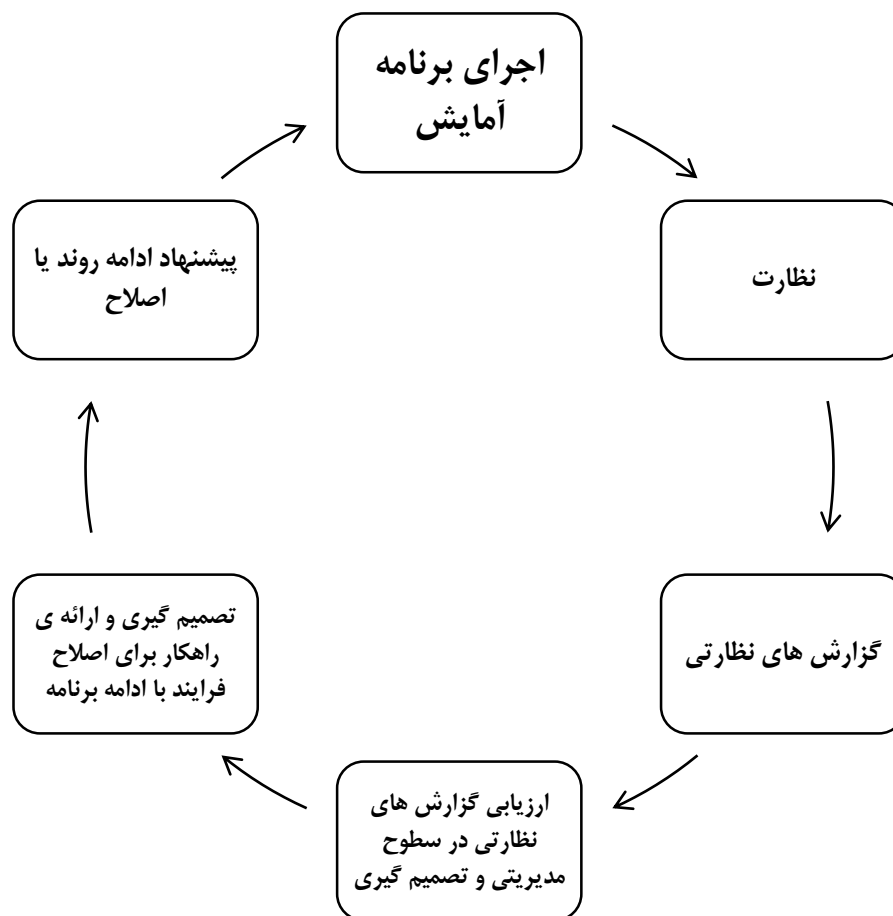 اجرای برنامه
آمایش
نظارت
گزارش های نظارتی
ارزیابی گزارش های
نظارتی در سطوح
مدیریتی و تصمیم گیری
تصمیم گیری و ارائه ی
راهکار برای اصلاح
فرایند با ادامه برنامه
پیشنهاد ادامه روند یا
اصلاح